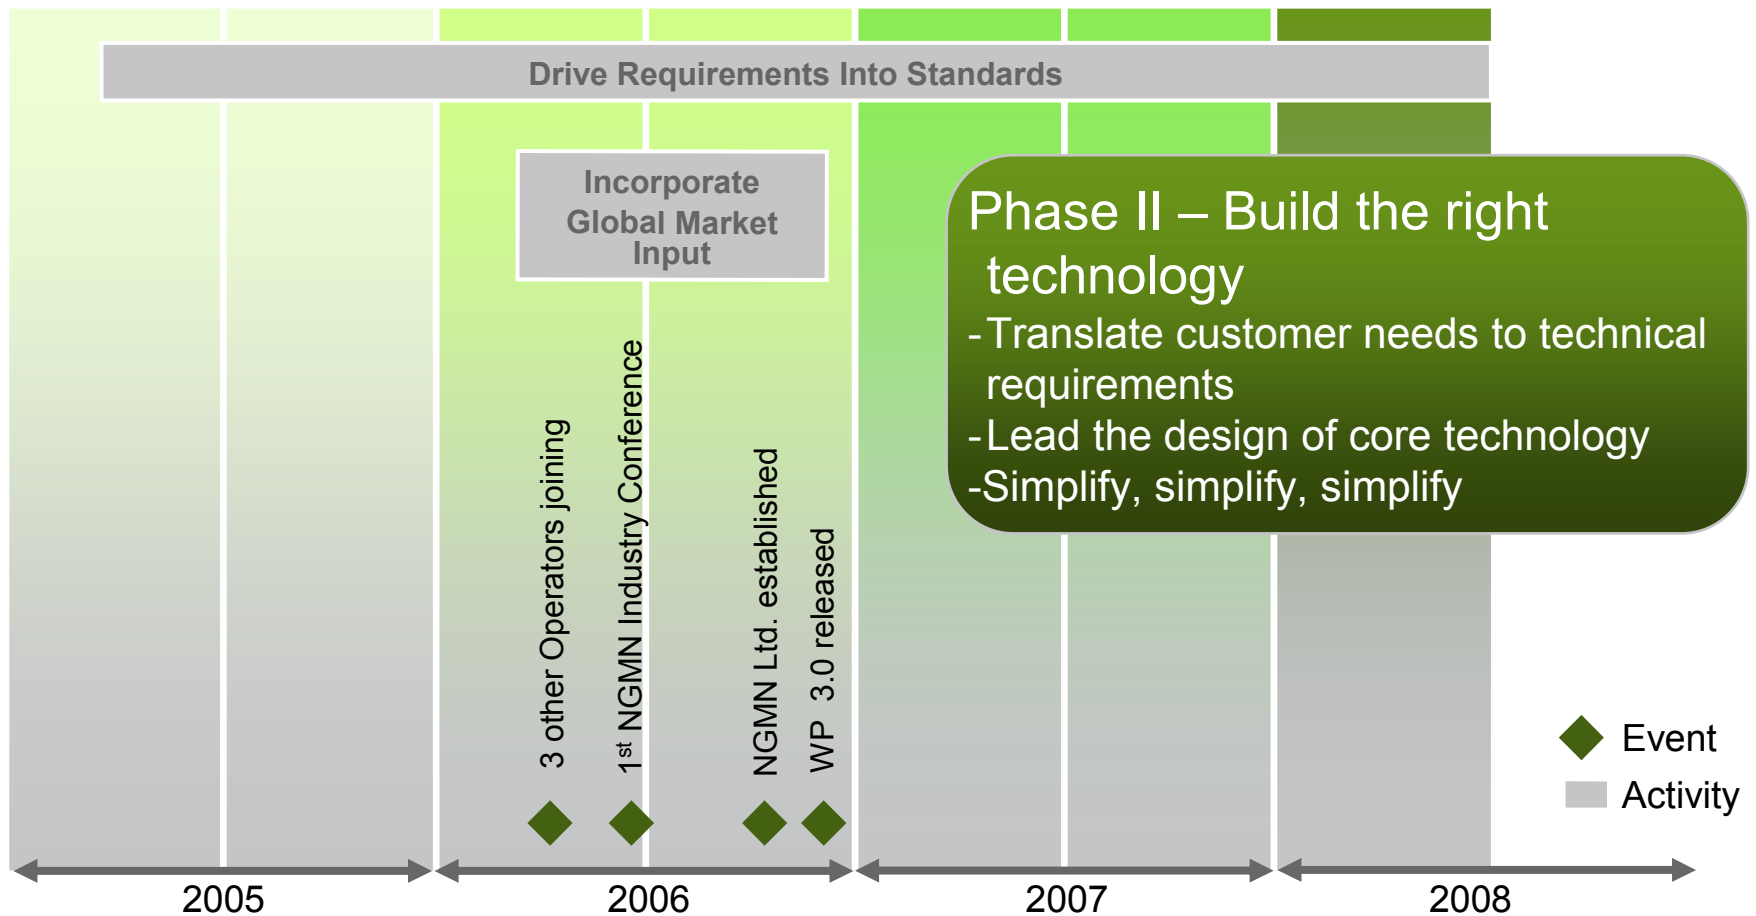 Drive Requirements Into Standards
Incorporate
Global Market
Input
Phase II – Build the right
technology
-Translate customer needs to technical
requirements
-Lead the design of core technology
-Simplify, simplify, simplify
3 other Operators joining
1st NGMN Industry Conference
NGMN Ltd. established
WP 3.0 released
Event
Activity
2005
2006
2007
2008